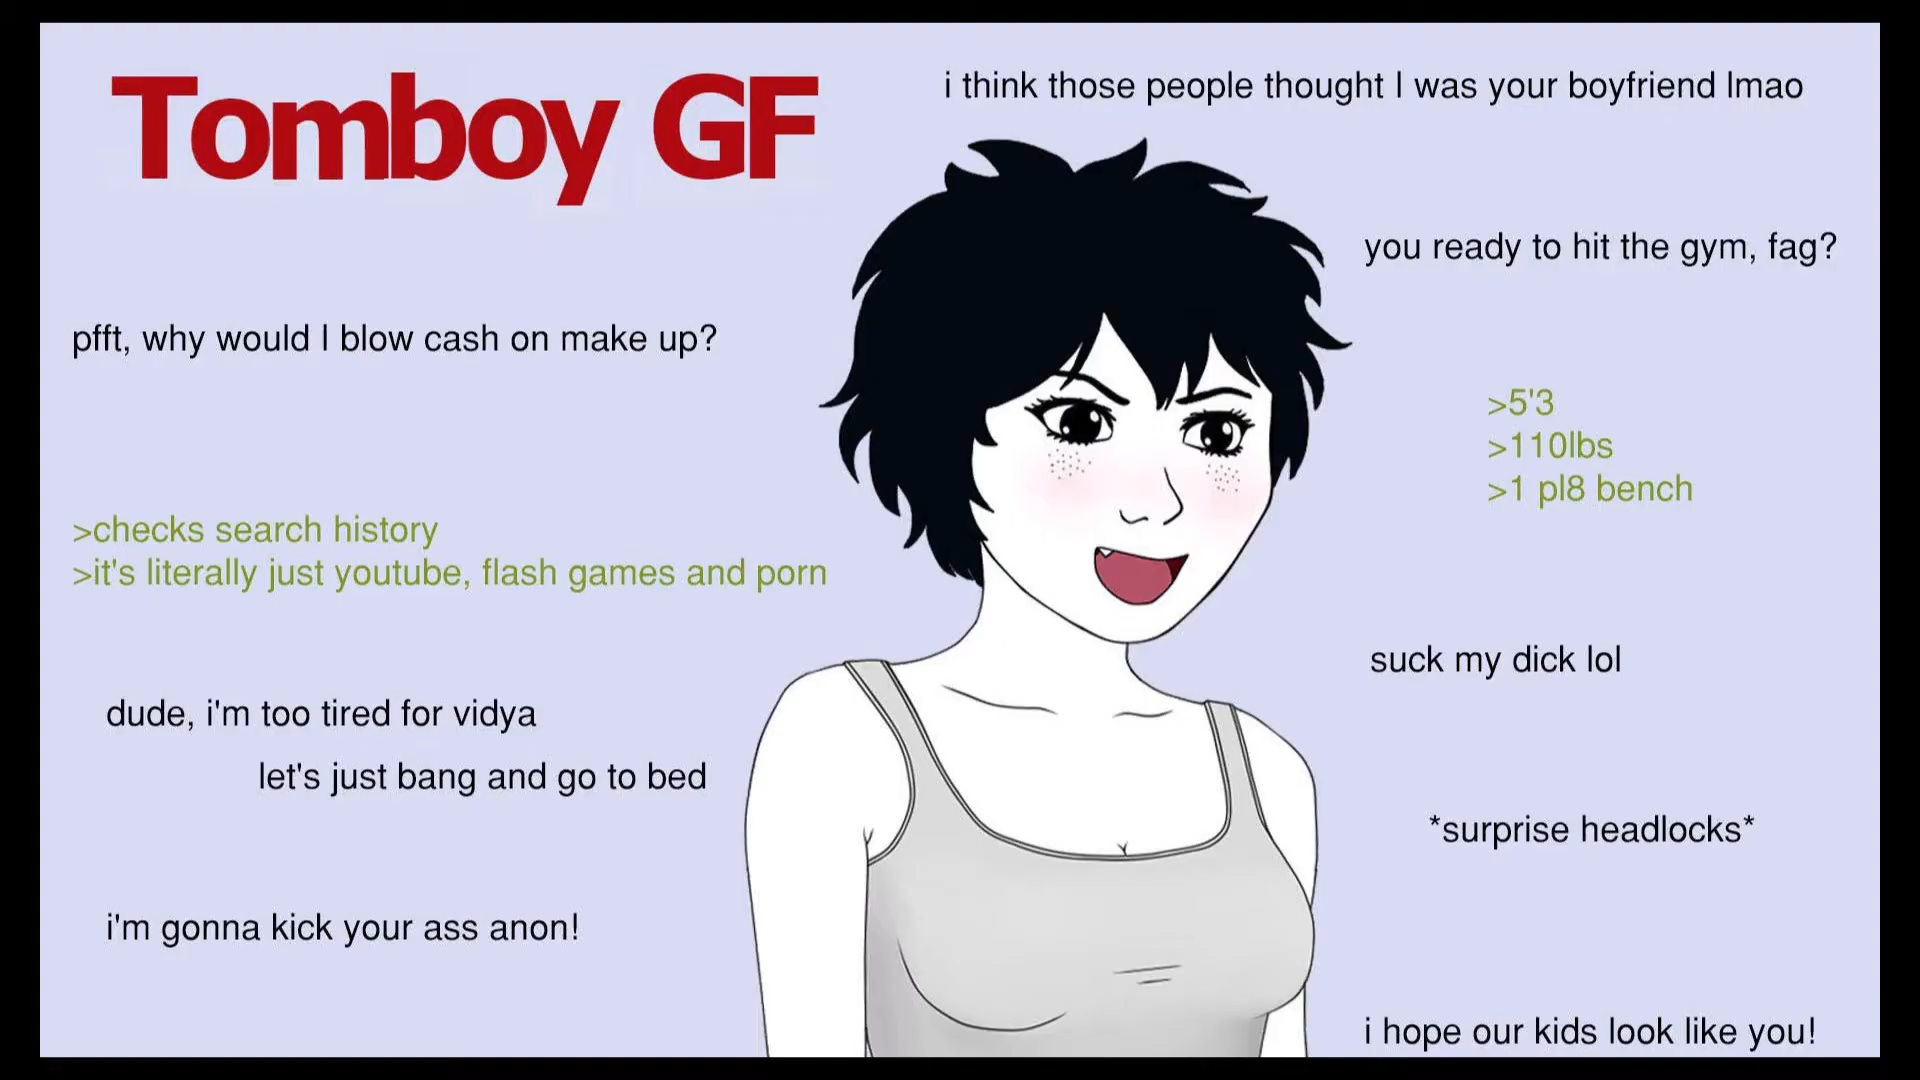 Tomboy GF
i think those people thought I was your boyfriend lmao
you ready to hit the gym, fag?
pfft, why would I blow cash on make up?
>5'3
>110lbs
>1 pl8 bench
>checks search history
>it's literally just youtube, flash games and porn
suck my dick lol
dude, i'm too tired for vidya
let's just bang and go to bed
*surprise headlocks*
i'm gonna kick your ass anon!
i hope our kids look like you!